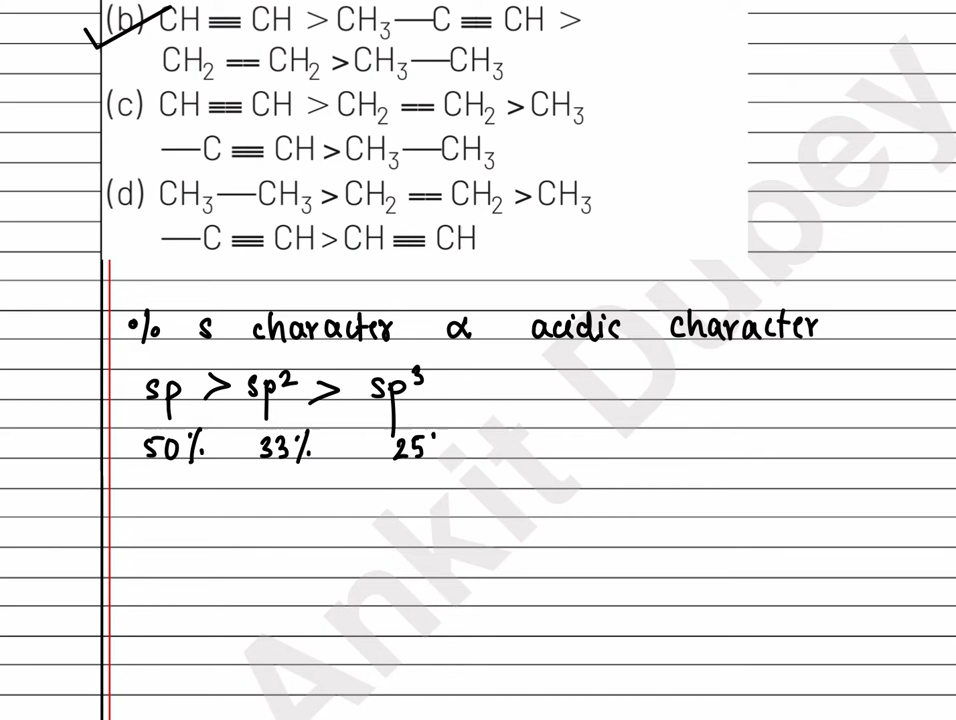 (b) CH ≡ CH > CH₃—C ≡ CH >
CH₂ = CH₂ > CH₃—CH₃
(c) CH ≡ CH > CH₂ = CH₂ > CH₃
—C ≡ CH > CH₃—CH₃
(d) CH₃—CH₃ > CH₂ = CH₂ > CH₃
—C ≡ CH > CH ≡ CH
% s character ∝ acidic character
sp > sp² > sp³
50% 33% 25
Ankit Dubey